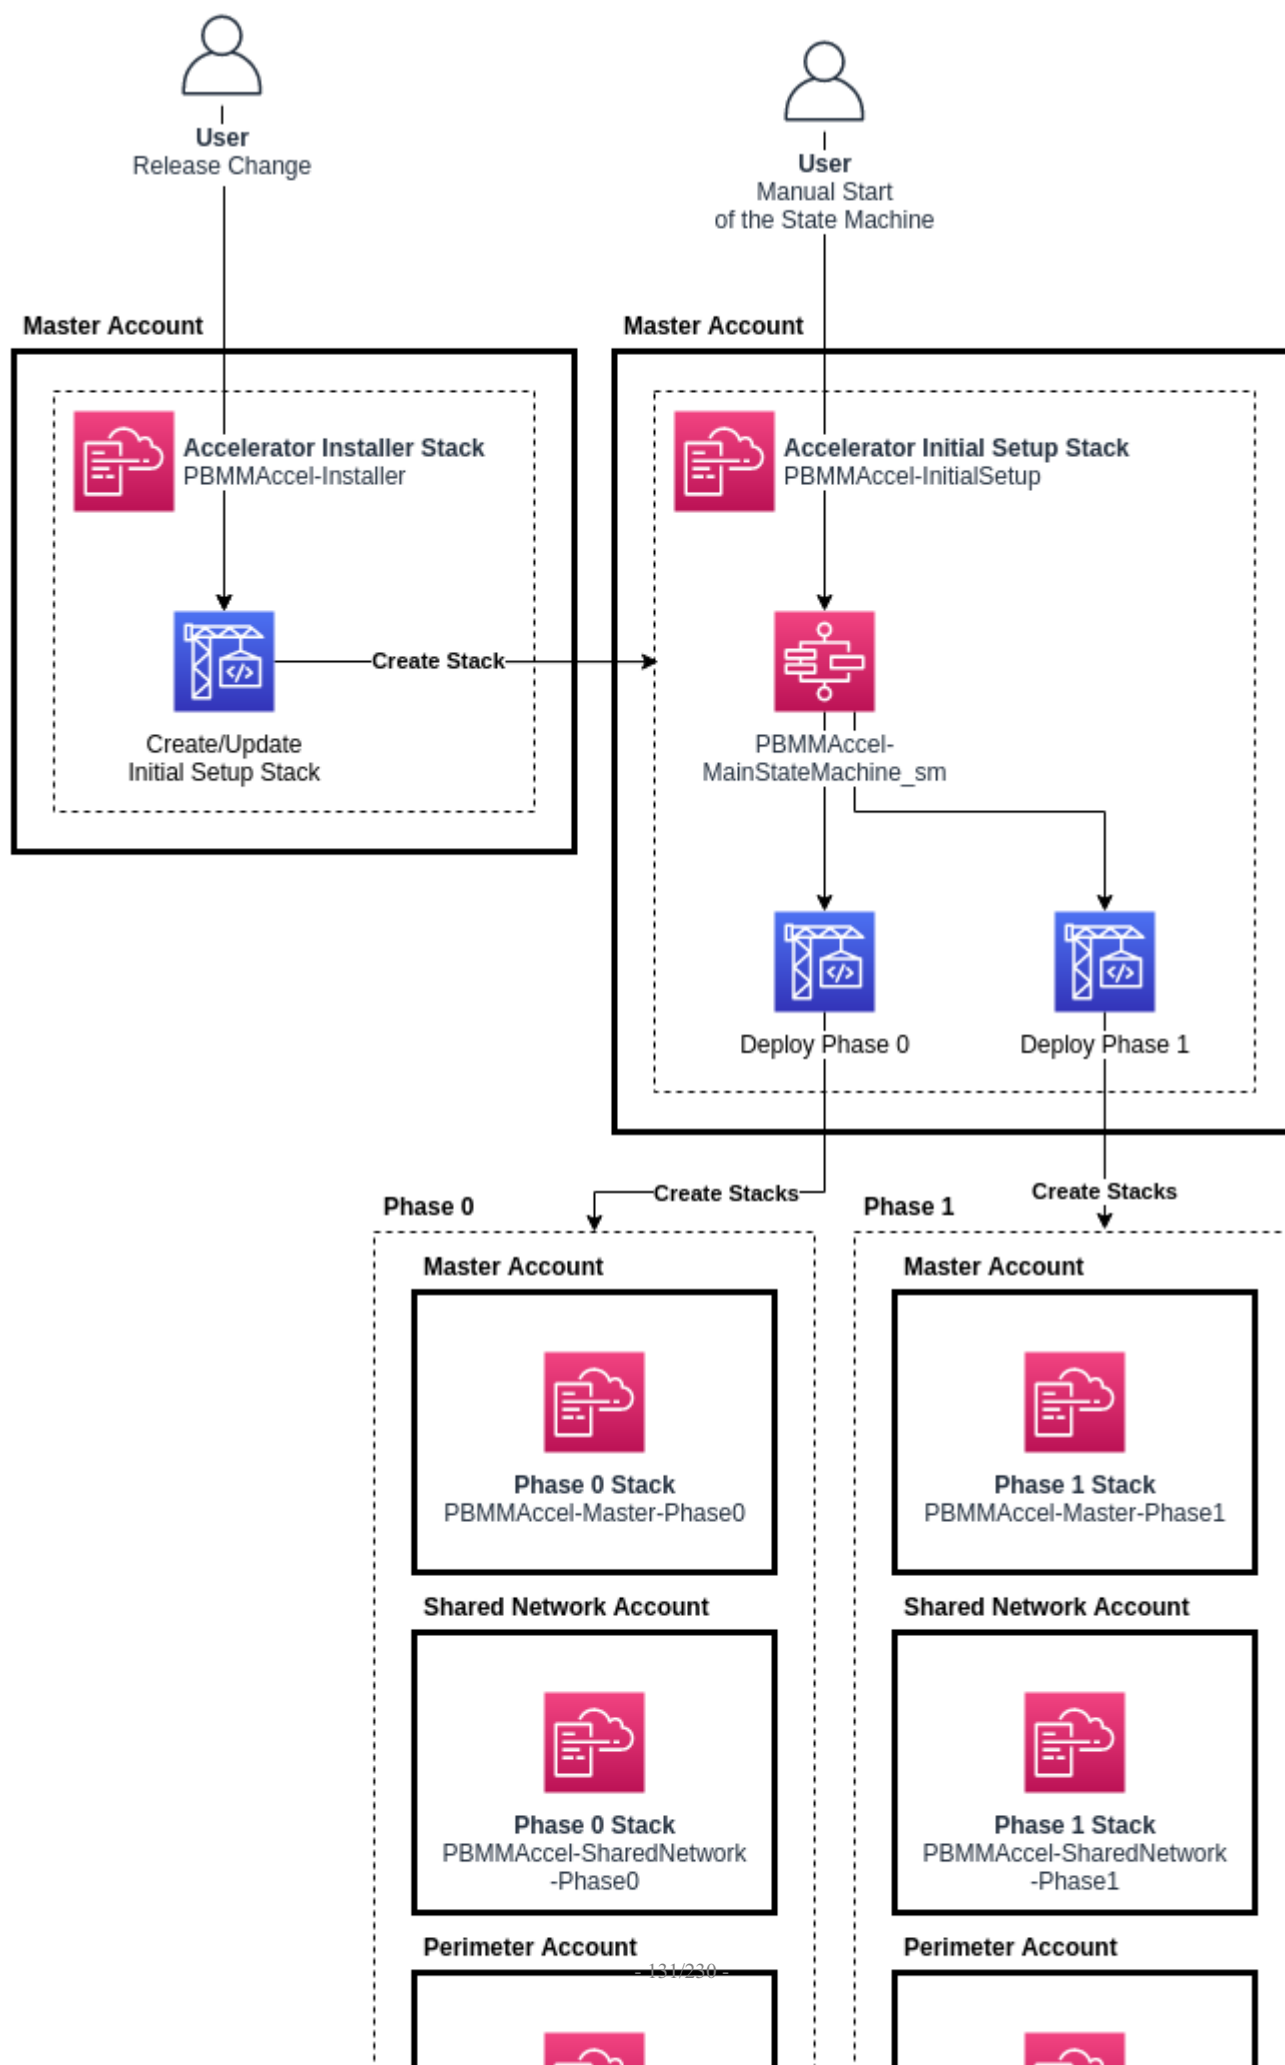 User
Release Change
User
Manual Start
of the State Machine
Master Account
Master Account
Accelerator Installer Stack
PBMMAccel-Installer
Accelerator Initial Setup Stack
PBMMAccel-InitialSetup
Create Stack
Create/Update
Initial Setup Stack
PBMMAccel-
MainStateMachine_sm
Deploy Phase 0
Deploy Phase 1
Create Stacks
Create Stacks
Phase 0
Phase 1
Master Account
Master Account
Phase 0 Stack
PBMMAccel-Master-Phase0
Phase 1 Stack
PBMMAccel-Master-Phase1
Shared Network Account
Shared Network Account
Phase 0 Stack
PBMMAccel-SharedNetwork
-Phase0
Phase 1 Stack
PBMMAccel-SharedNetwork
-Phase1
Perimeter Account
Perimeter Account
- 131/230 -